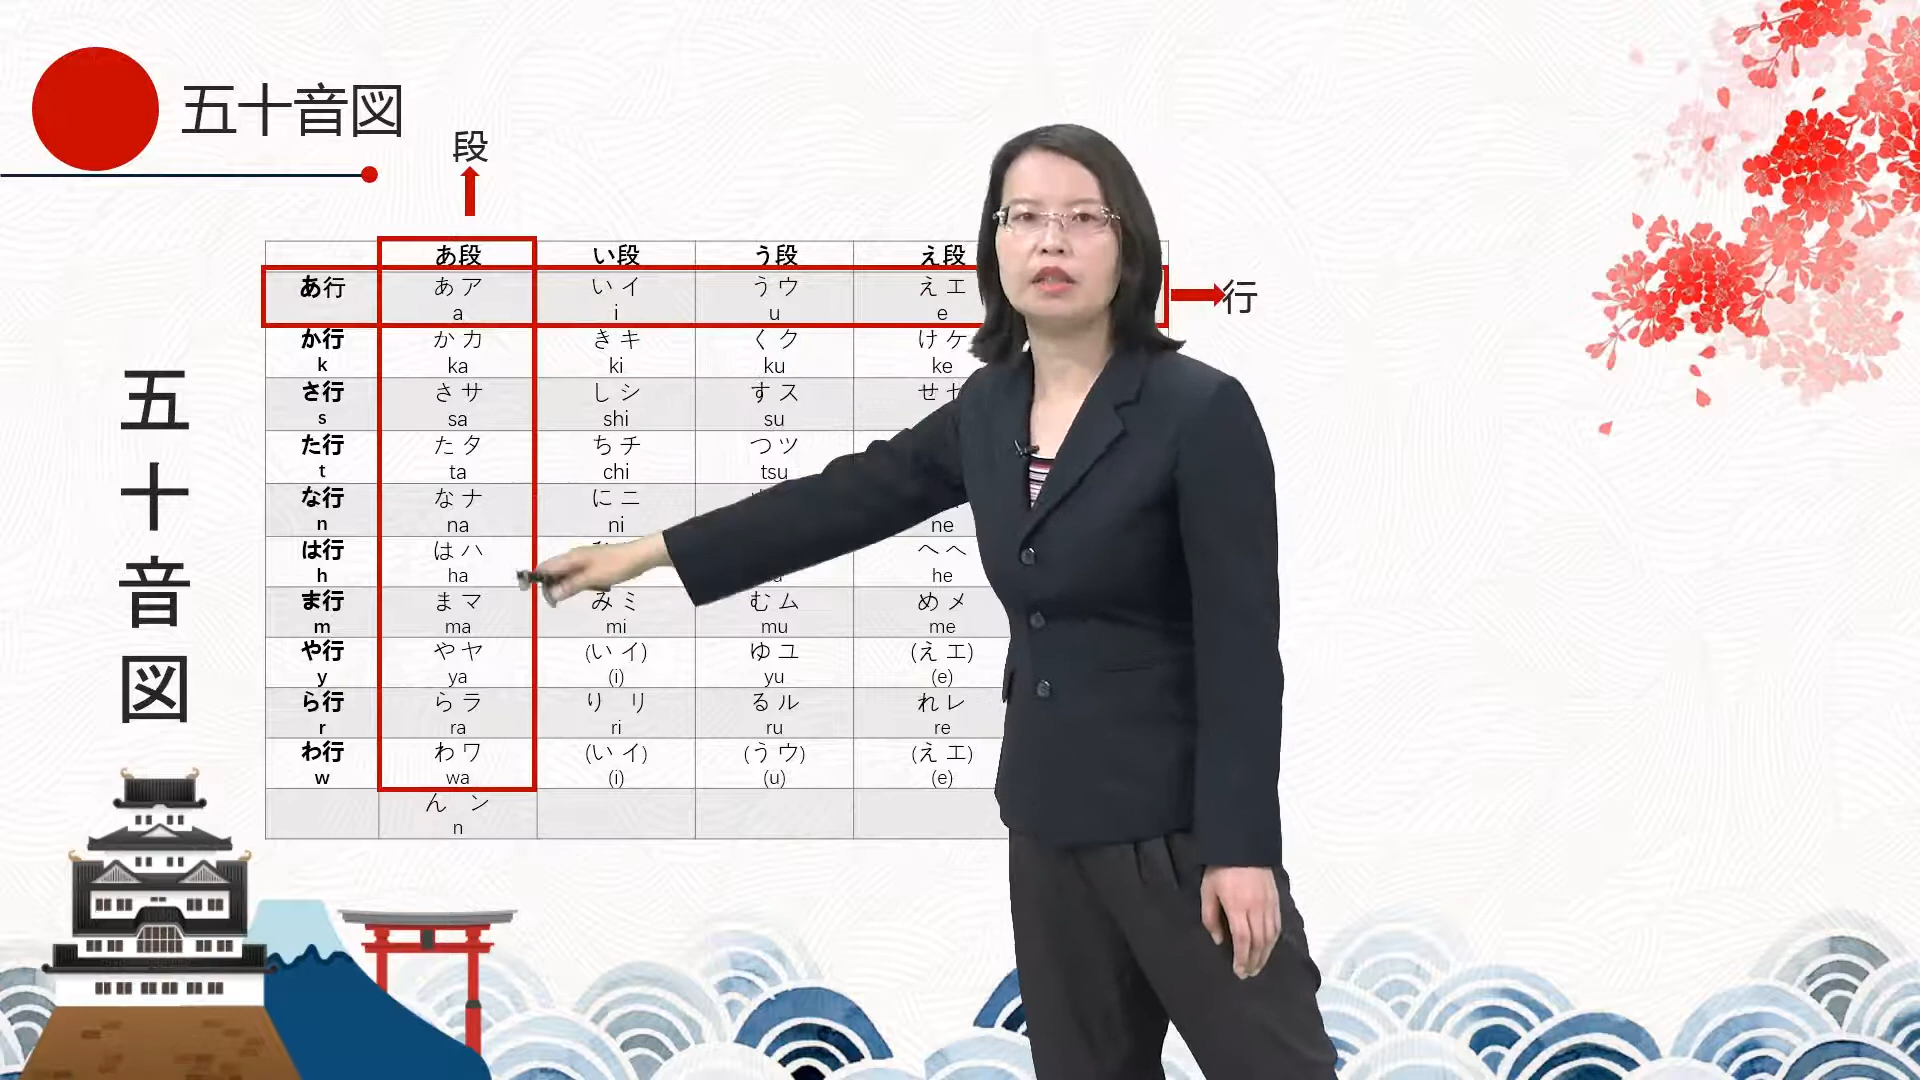 五十音図
段
あ段 い段 う段 え段
あ行 あ ア い イ う ウ え エ
a i u e
行
か行 か カ き キ く ク け ケ
k ka ki ku ke
さ行 さ サ し シ す ス せ
s sa shi su se
た行 た タ ち チ つ ツ
t ta chi tsu
な行 な ナ に ニ
n na ni ne
は行 は ハ へ ヘ
h ha he
ま行 ま マ み ミ む ム め メ
m ma mi mu me
や行 や ヤ (い イ) ゆ ユ (え エ)
y ya (i) yu (e)
ら行 ら ラ り リ る ル れ レ
r ra ri ru re
わ行 わ ワ (い イ) (う ウ) (え エ)
w wa (i) (u) (e)
ん ン
n
五
十
音
図